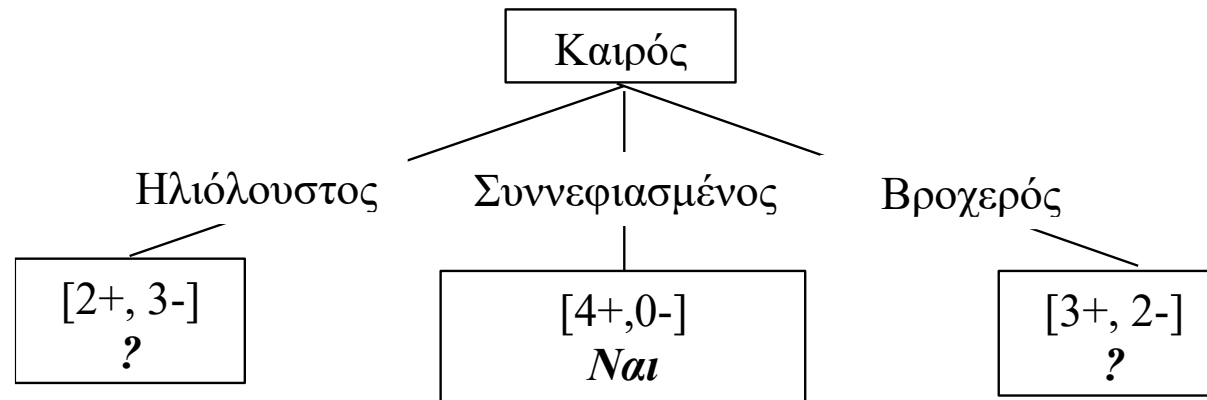 Καιρός
Ηλιόλουστος
Συννεφιασμένος
Βροχερός
[2+, 3-]
?
[4+,0-]
Ναι
[3+, 2-]
?